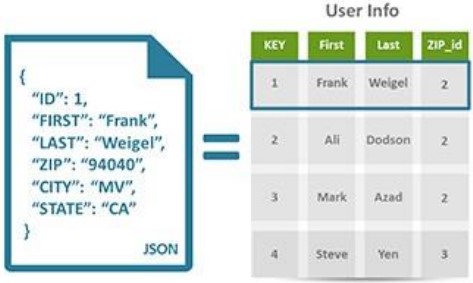 {
"ID": 1,
"FIRST": “Frank”,
"LAST": “Weigel”,
"ZIP": “94040”,
"CITY": “MV”,
"STATE": “CA”
}
JSON
=
User Info
KEY First Last ZIP_id
1 Frank Weigel 2
2 Ali Dodson 2
3 Mark Azad 2
4 Steve Yen 3